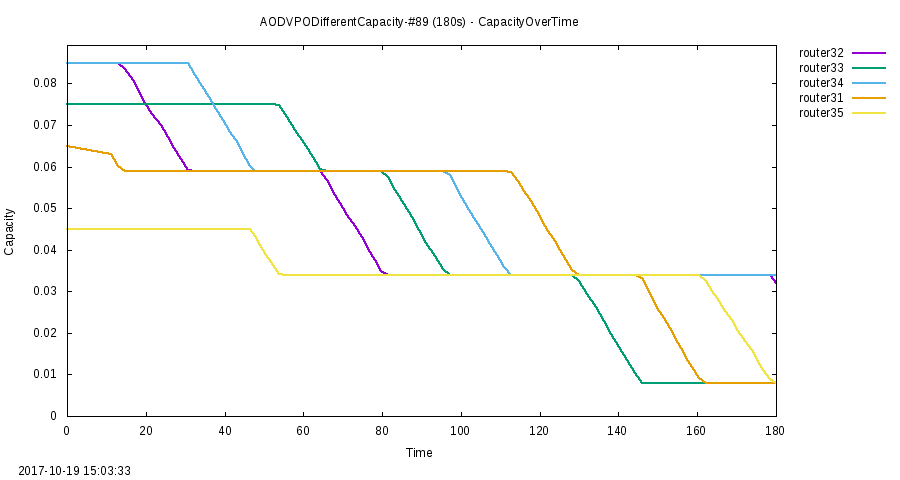 AODVPODifferentCapacity-#89 (180s) - CapacityOverTime
router32
router33
router34
router31
router35
0.08
0.07
0.06
0.05
0.04
0.03
0.02
0.01
0
Capacity
0 20 40 60 80 100 120 140 160 180
Time
2017-10-19 15:03:33